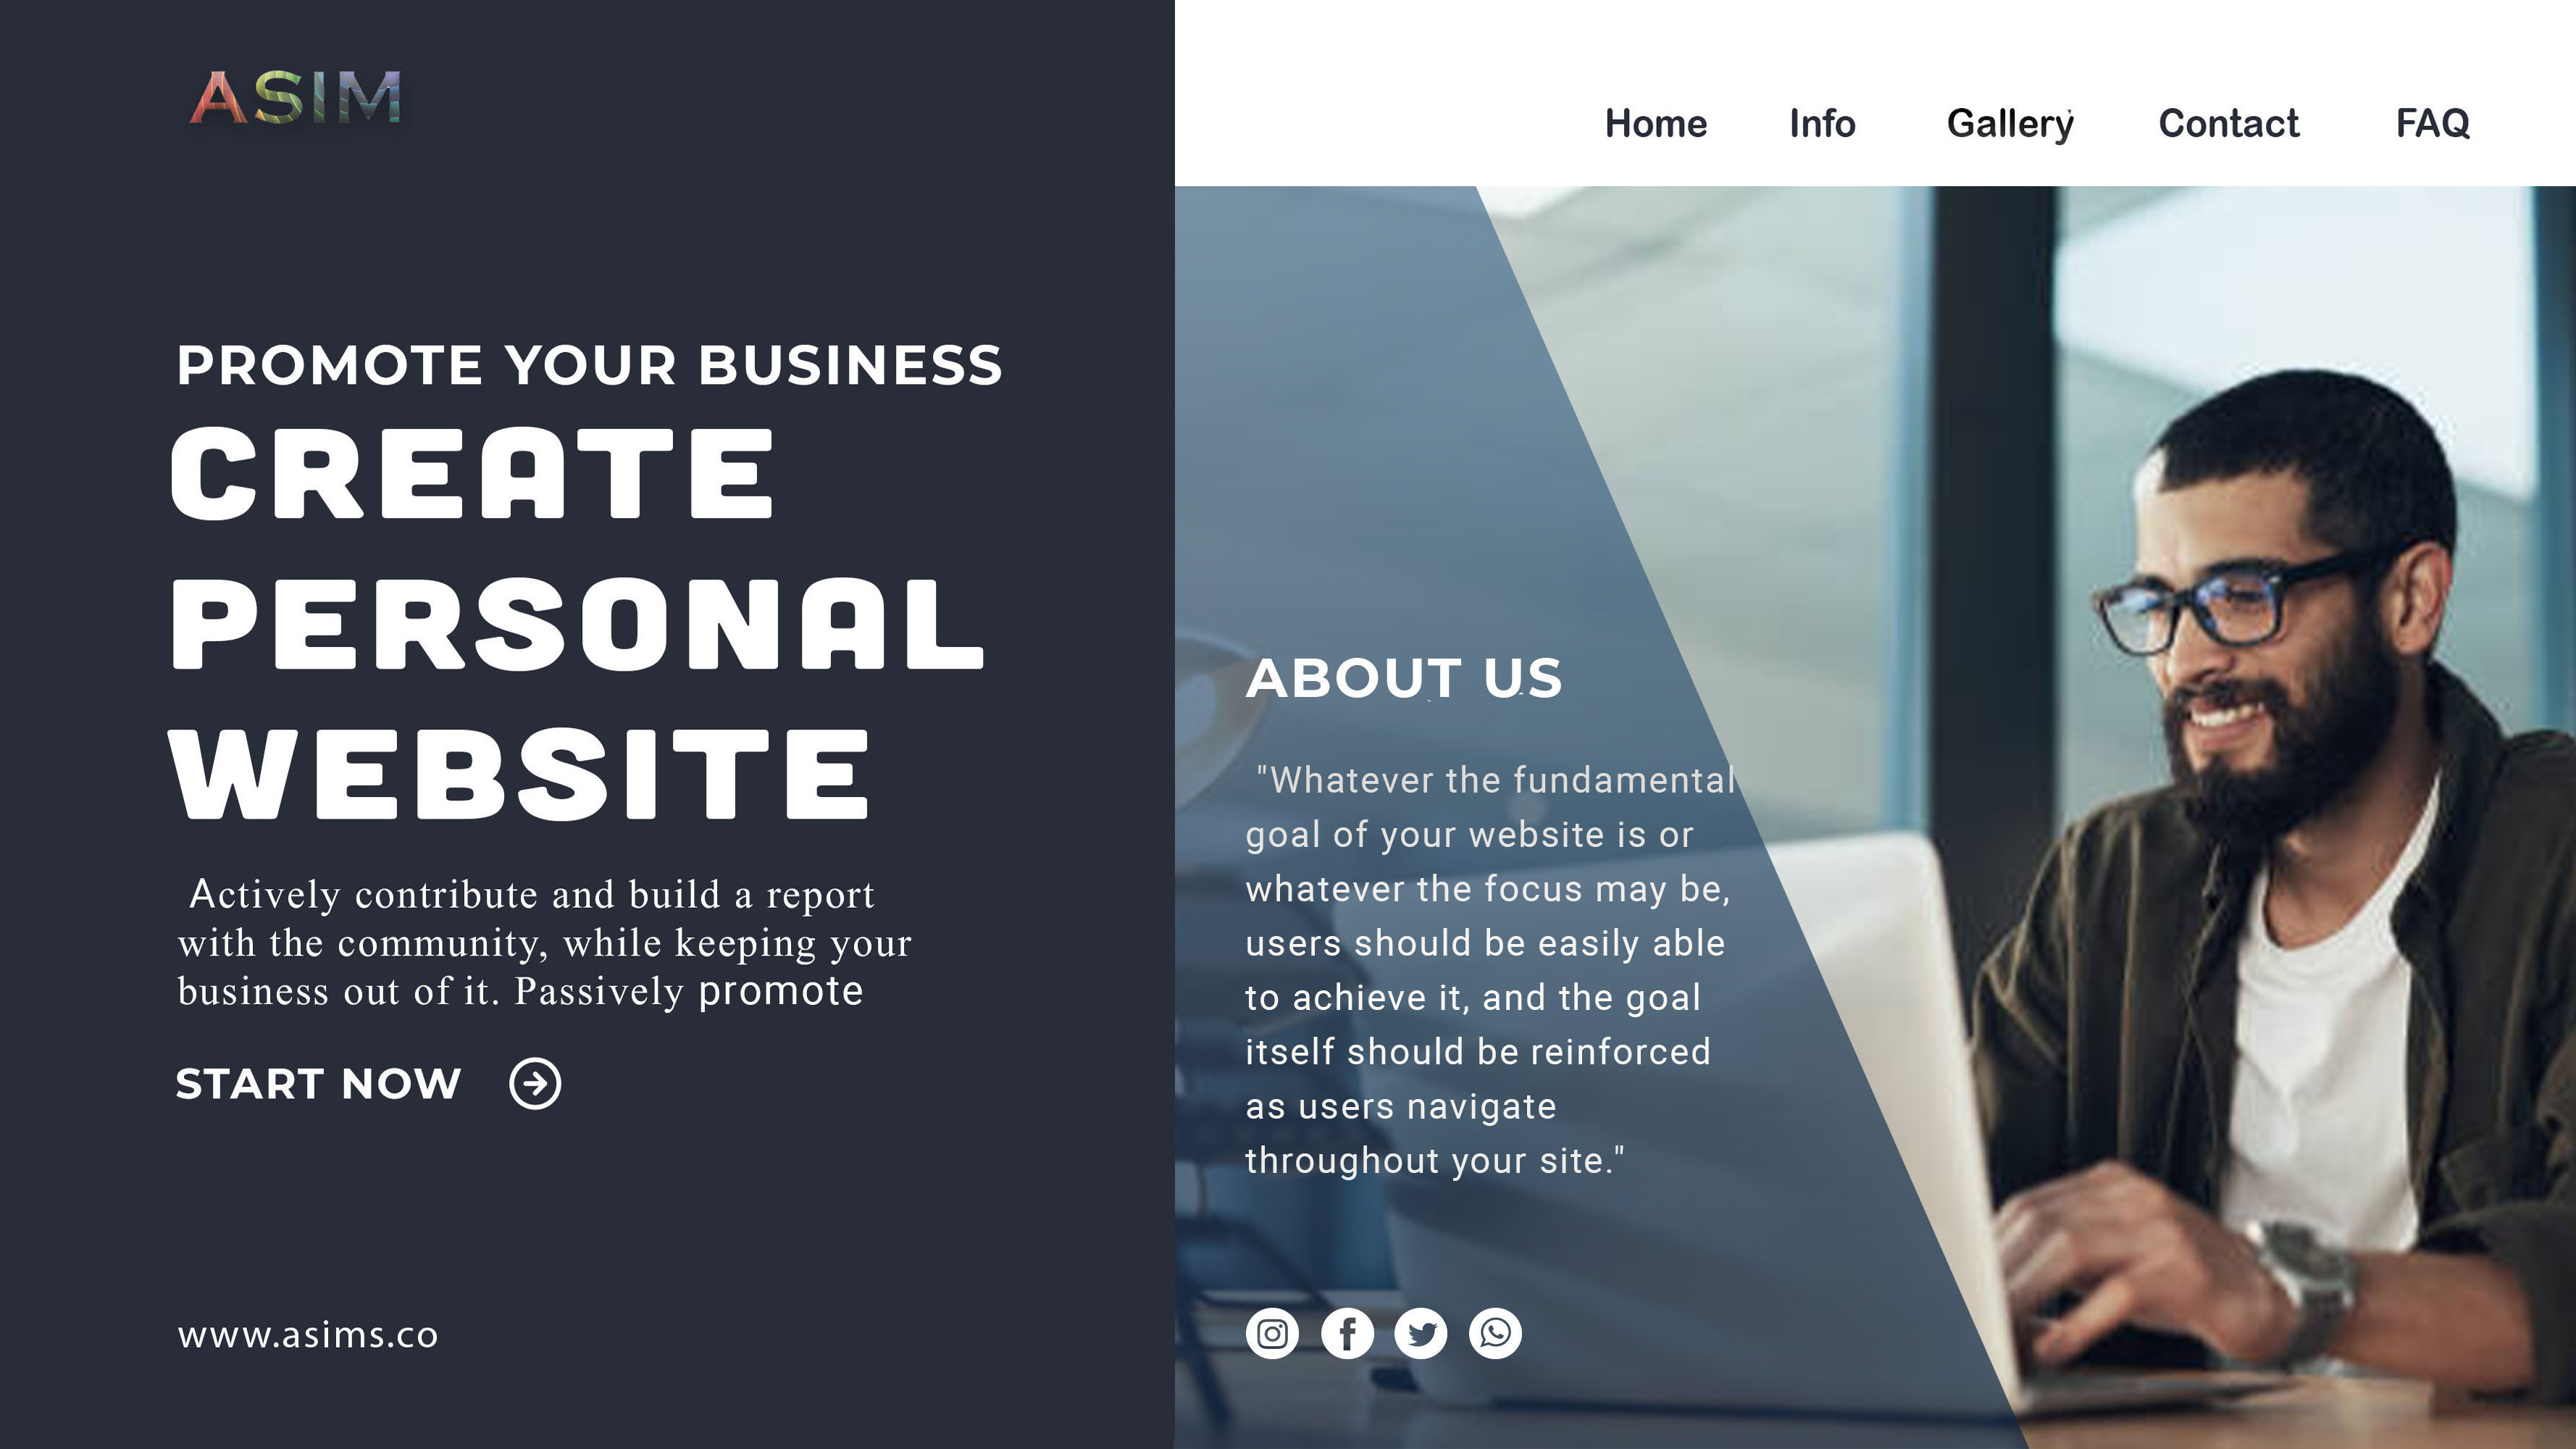 ASIM
Home Info Gallery Contact FAQ
PROMOTE YOUR BUSINESS
CREATE
PERSONAL
WEBSITE
Actively contribute and build a report
with the community, while keeping your
business out of it. Passively promote
START NOW
www.asims.co
ABOUT US
"Whatever the fundamental
goal of your website is or
whatever the focus may be,
users should be easily able
to achieve it, and the goal
itself should be reinforced
as users navigate
throughout your site."